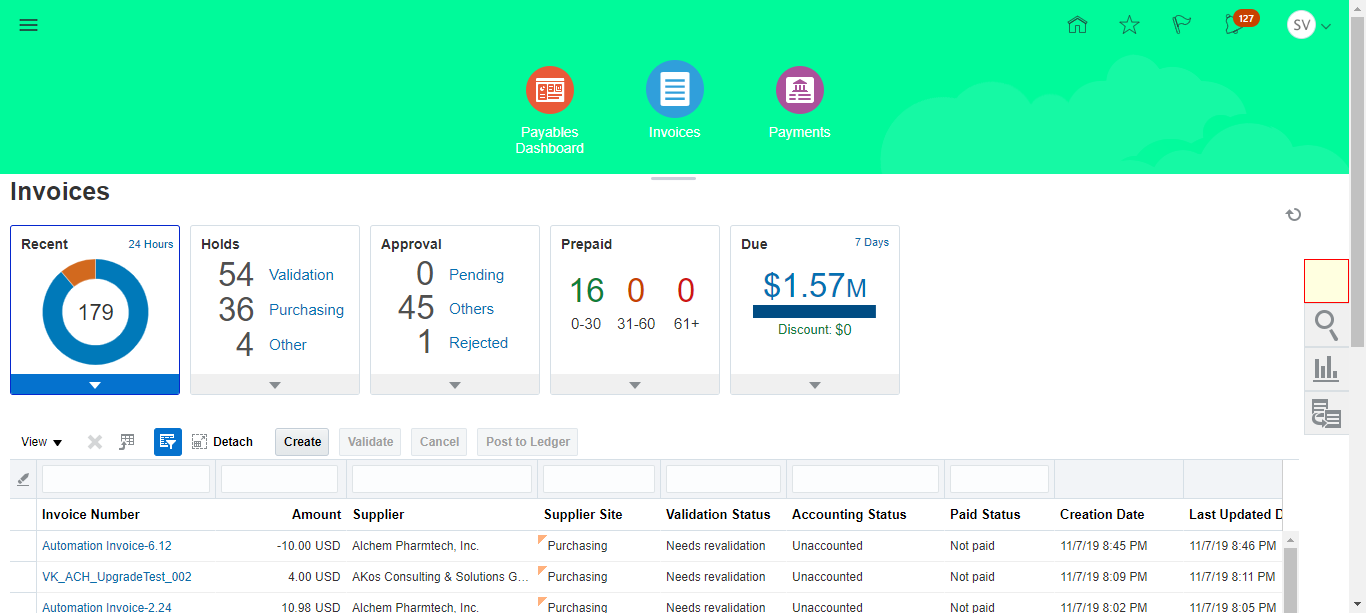 127
SV
Payables
Dashboard
Invoices
Payments
Invoices
Recent 24 Hours
179
Holds
54 Validation
36 Purchasing
4 Other
Approval
0 Pending
45 Others
1 Rejected
Prepaid
16 0 0
0-30 31-60 61+
Due 7 Days
$1.57M
Discount: $0
View Detach Create Validate Cancel Post to Ledger
Invoice Number Amount Supplier Supplier Site Validation Status Accounting Status Paid Status Creation Date Last Updated D
Automation Invoice-6.12 -10.00 USD Alchem Pharmtech, Inc. Purchasing Needs revalidation Unaccounted Not paid 11/7/19 8:45 PM 11/7/19 8:46 PM
VK_ACH_UpgradeTest_002 4.00 USD AKos Consulting & Solutions G... Purchasing Needs revalidation Unaccounted Not paid 11/7/19 8:09 PM 11/7/19 8:11 PM
Automation Invoice-2.24 10.98 USD Alchem Pharmtech, Inc. Purchasing Needs revalidation Unaccounted Not paid 11/7/19 8:02 PM 11/7/19 8:05 PM